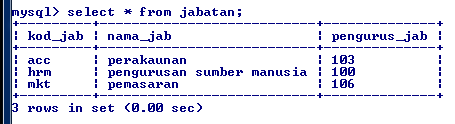 mysql> select * from jabatan;
kod_jab | nama_jab | pengurus_jab
acc | perakaunan | 103
hrm | pengurusan sumber manusia | 100
mkt | pemasaran | 106
3 rows in set (0.00 sec)